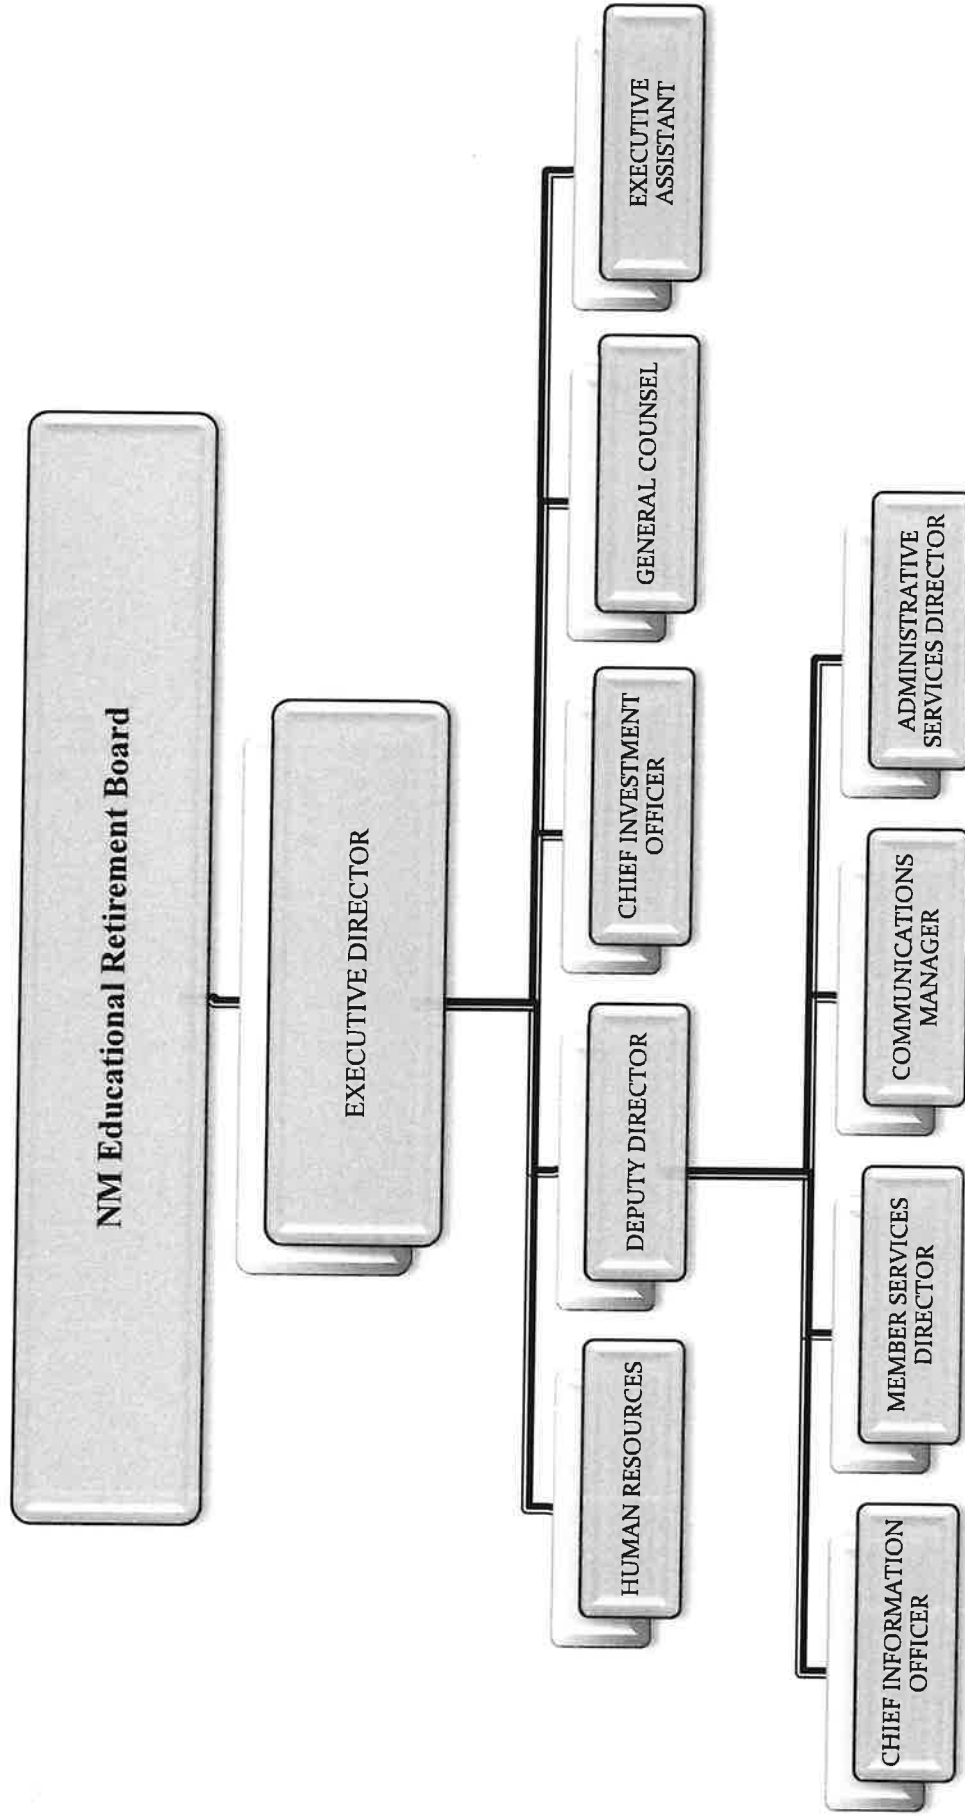 NM Educational Retirement Board
EXECUTIVE DIRECTOR
HUMAN RESOURCES
DEPUTY DIRECTOR
CHIEF INVESTMENT
OFFICER
GENERAL COUNSEL
EXECUTIVE
ASSISTANT
CHIEF INFORMATION
OFFICER
MEMBER SERVICES
DIRECTOR
COMMUNICATIONS
MANAGER
ADMINISTRATIVE
SERVICES DIRECTOR